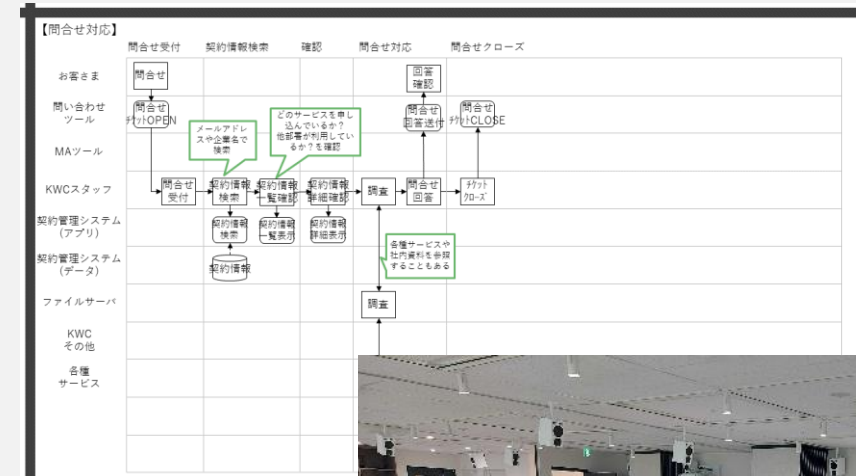 【問合せ対応】
問合せ受付 契約情報検索 確認 問合せ対応 問合せクローズ
お客さま
問合せ
回答
確認
問い合わせ
ツール
問合せ
ﾁｹｯﾄOPEN
メールアドレ
スや企業名で
検索
どのサービスを申し
込んでいるか？
他部署が利用してい
るか？を確認
問合せ
回答送付
問合せ
ﾁｹｯﾄCLOSE
MAツール
KWCスタッフ
問合せ
受付
契約情報
検索
契約情報
一覧確認
契約情報
詳細確認
調査
問合せ
回答
ﾁｹｯﾄ
ｸﾛｰｽﾞ
契約管理システム
(アプリ)
契約情報
検索
契約情報
一覧表示
契約情報
詳細表示
各種サービスや
社内資料を参照
することもある
契約管理システム
(データ)
契約情報
ファイルサーバ
調査
KWC
その他
各種
サービス